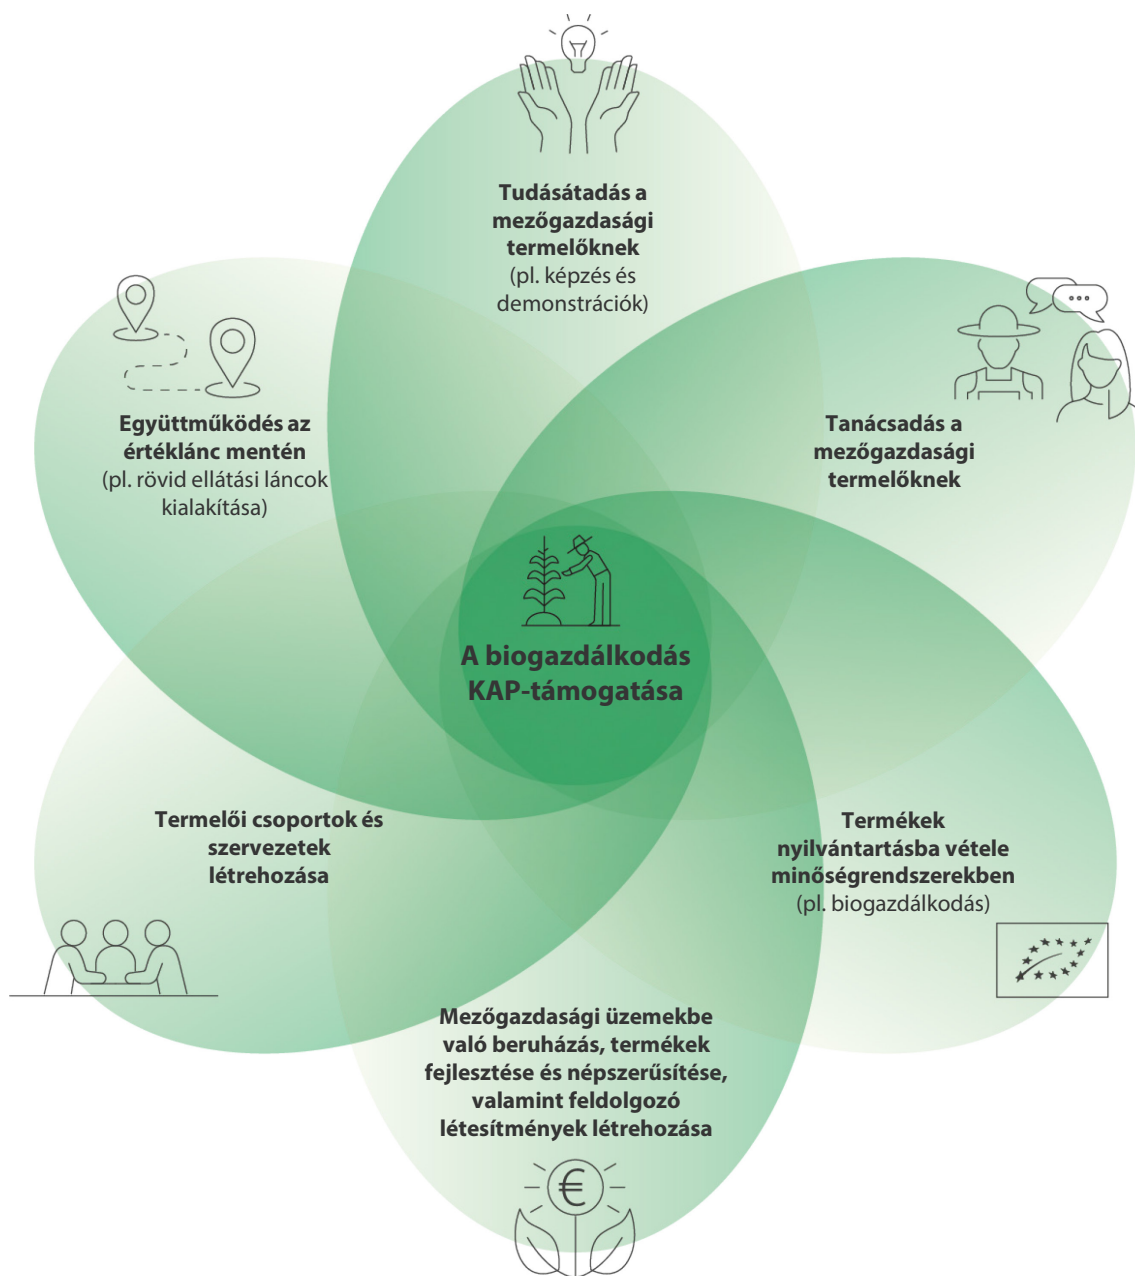 Tudásátadás a
mezőgazdasági
termelőknek
(pl. képzés és
demonstrációk)
Együttműködés az
értéklánc mentén
(pl. rövid ellátási láncok
kialakítása)
Tanácsadás a
mezőgazdasági
termelőknek
A biogazdálkodás
KAP-támogatása
Termelői csoportok és
szervezetek
létrehozása
Termékek
nyilvántartásba vétele
minőségrendszerekben
(pl. biogazdálkodás)
Mezőgazdasági üzemekbe
való beruházás, termékek
fejlesztése és népszerűsítése,
valamint feldolgozó
létesítmények létrehozása
€